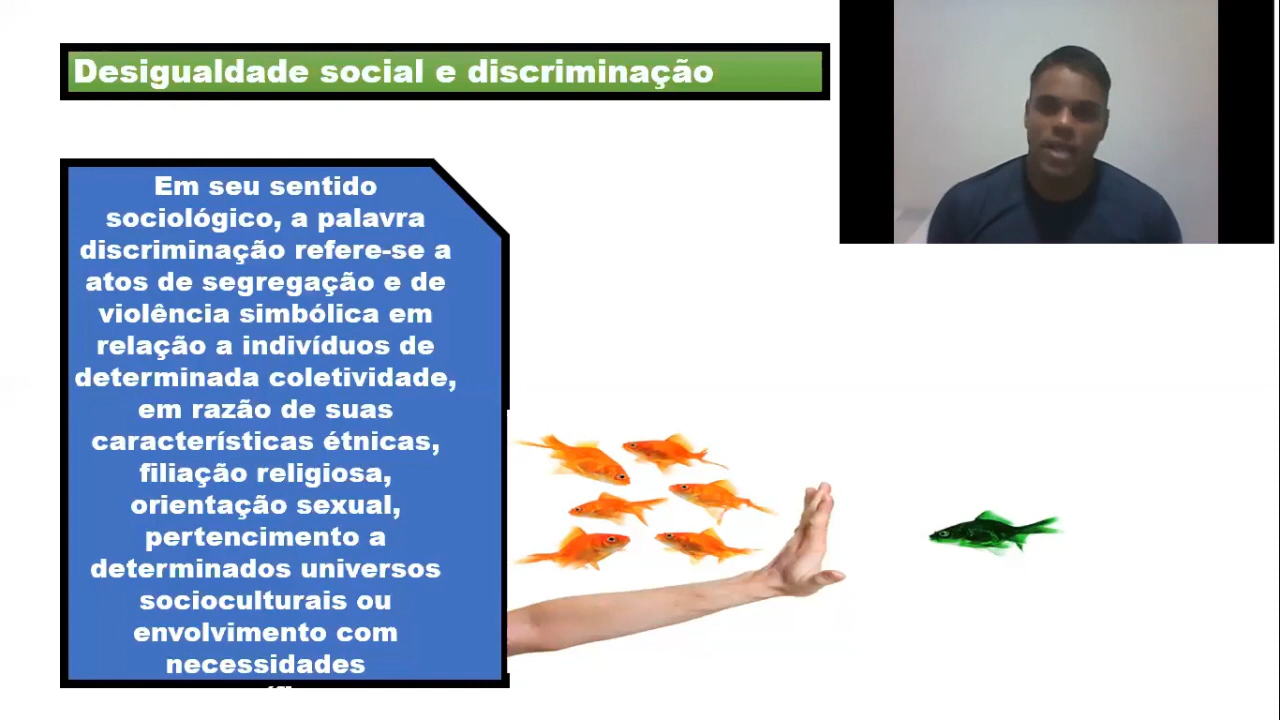 Desigualdade social e discriminação
Em seu sentido
sociológico, a palavra
discriminação refere-se a
atos de segregação e de
violência simbólica em
relação a indivíduos de
determinada coletividade,
em razão de suas
características étnicas,
filiação religiosa,
orientação sexual,
pertencimento a
determinados universos
socioculturais ou
envolvimento com
necessidades